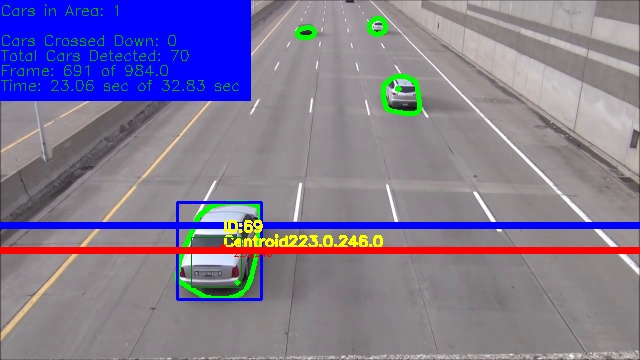 Cars in Area: 1
Cars Crossed Down: 0
Total Cars Detected: 70
Frame: 691 of 984.0
Time: 23.06 sec of 32.83 sec
ID:69
Centroid223.0.246.0